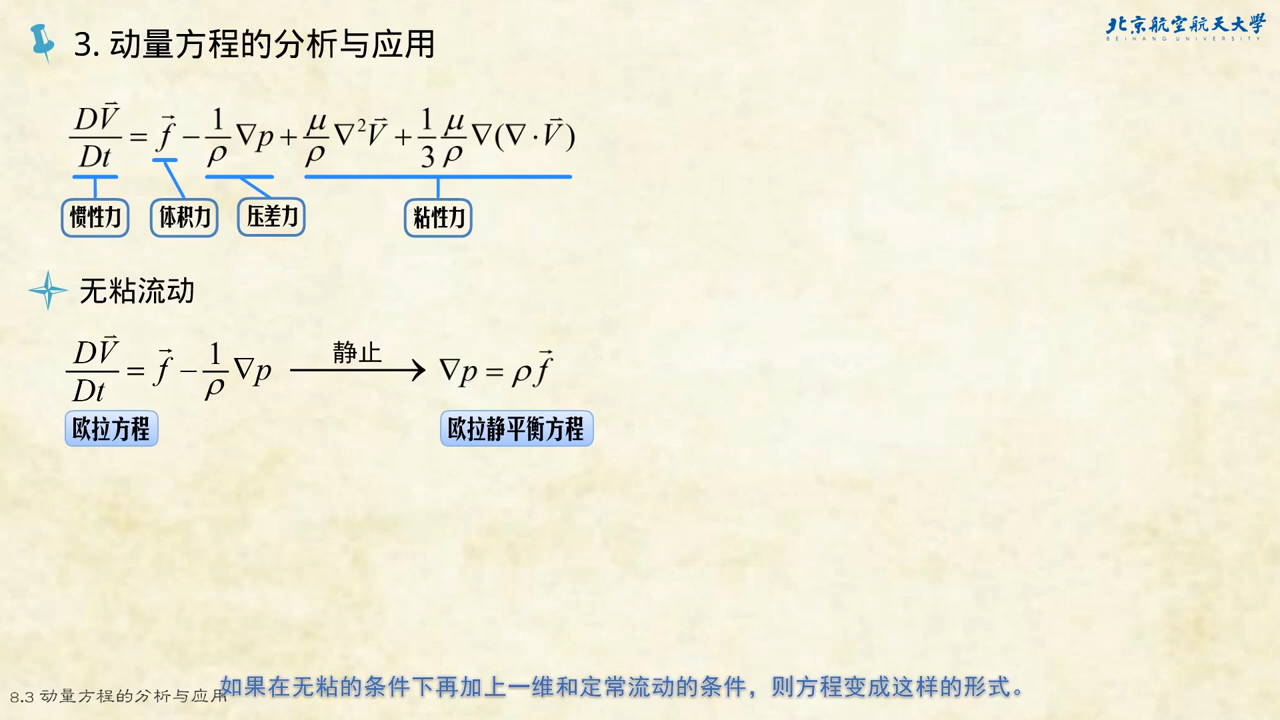 3. 动量方程的分析与应用
北京航空航天大學
BEIHANG UNIVERSITY
$\frac{D\vec{V}}{Dt} = \vec{f} - \frac{1}{\rho}\nabla p + \frac{\mu}{\rho}\nabla^2\vec{V} + \frac{1}{3}\frac{\mu}{\rho}\nabla(\nabla\cdot\vec{V})$
惯性力 体积力 压差力 粘性力
无粘流动
$\frac{D\vec{V}}{Dt} = \vec{f} - \frac{1}{\rho}\nabla p$ 静止 $\nabla p = \rho\vec{f}$
欧拉方程 欧拉静平衡方程
如果在无粘的条件下再加上一维和定常流动的条件，则方程变成这样的形式。
8.3 动量方程的分析与应用